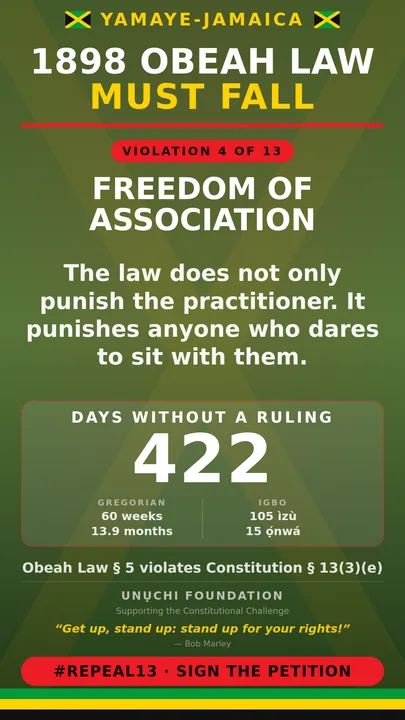 YAMAYE-JAMAICA
1898 OBEAH LAW
MUST FALL
VIOLATION 4 OF 13
FREEDOM OF
ASSOCIATION
The law does not only
punish the practitioner. It
punishes anyone who dares
to sit with them.
DAYS WITHOUT A RULING
422
GREGORIAN
60 weeks
13.9 months
IGBO
105 ìzù
15 ọ́nwá
Obeah Law § 5 violates Constitution § 13(3)(e)
UNỤCHI FOUNDATION
Supporting the Constitutional Challenge
“Get up, stand up: stand up for your rights!”
— Bob Marley
#REPEAL13 · SIGN THE PETITION